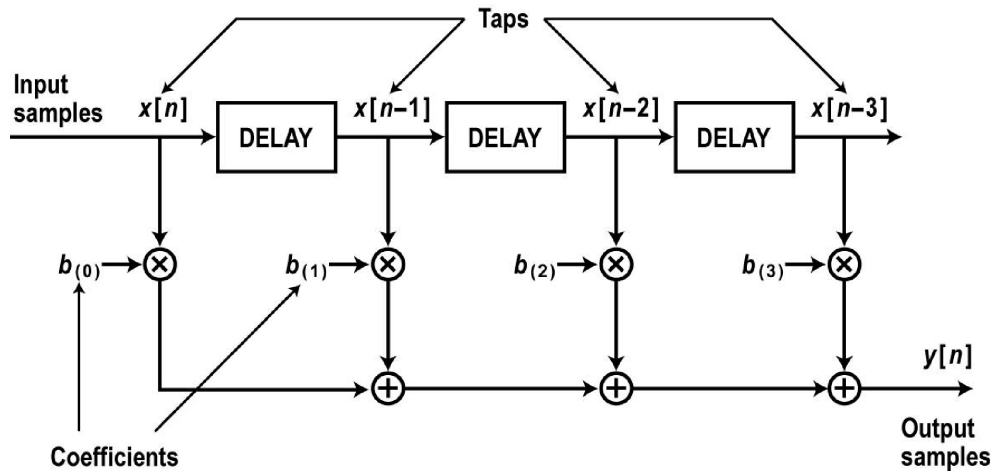 Taps
Input
samples
x[n] x[n–1] x[n–2] x[n–3]
DELAY DELAY DELAY
b(0) × b(1) × b(2) × b(3) ×
+ + +
y[n]
Coefficients
Output
samples